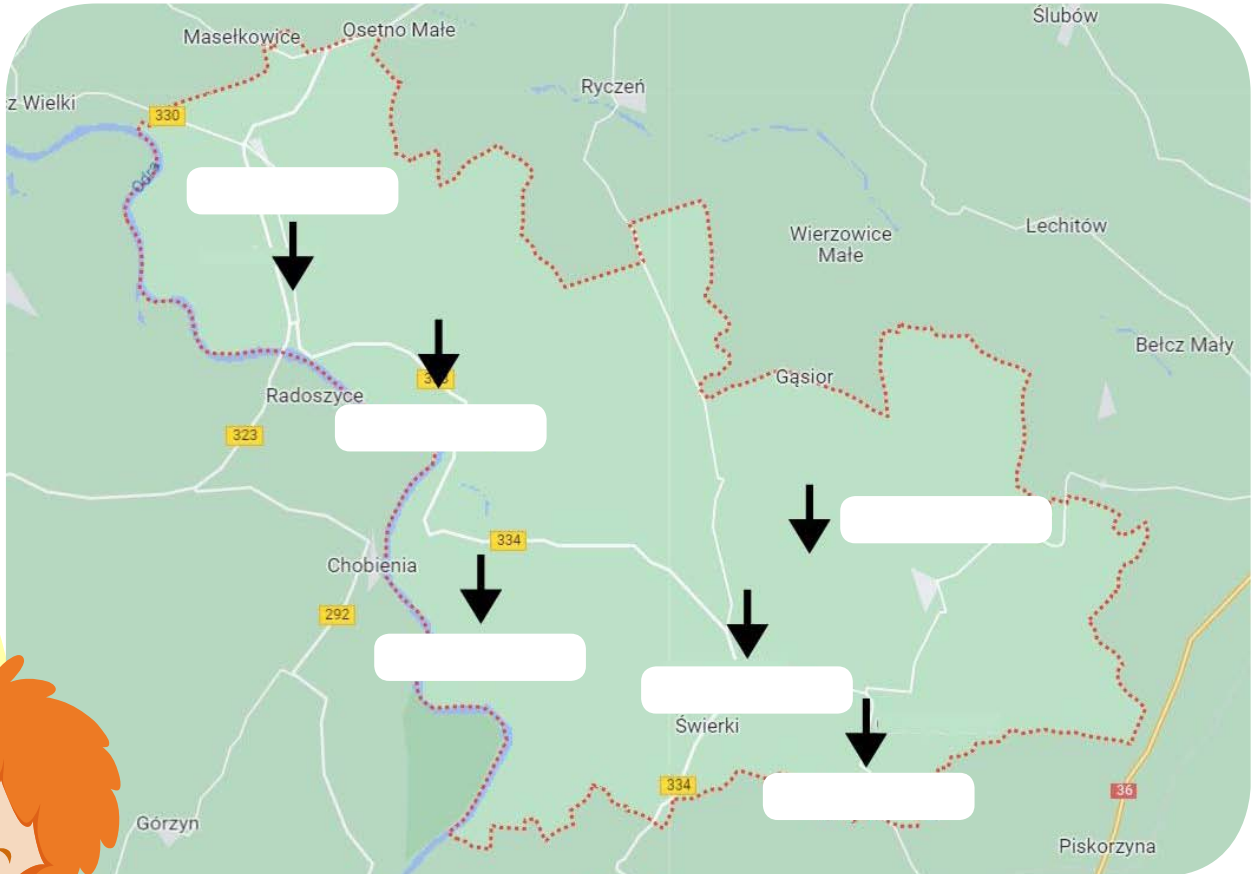 Ślubów
Osetno Małe
Masełkowice
Ryczeń
z Wielki
330
Odra
Lechitów
Wierzowice
Małe
Bełcz Mały
Gąsior
Radoszyce
323
334
Chobienia
292
Świerki
334
36
Górzyn
Piskorzyna